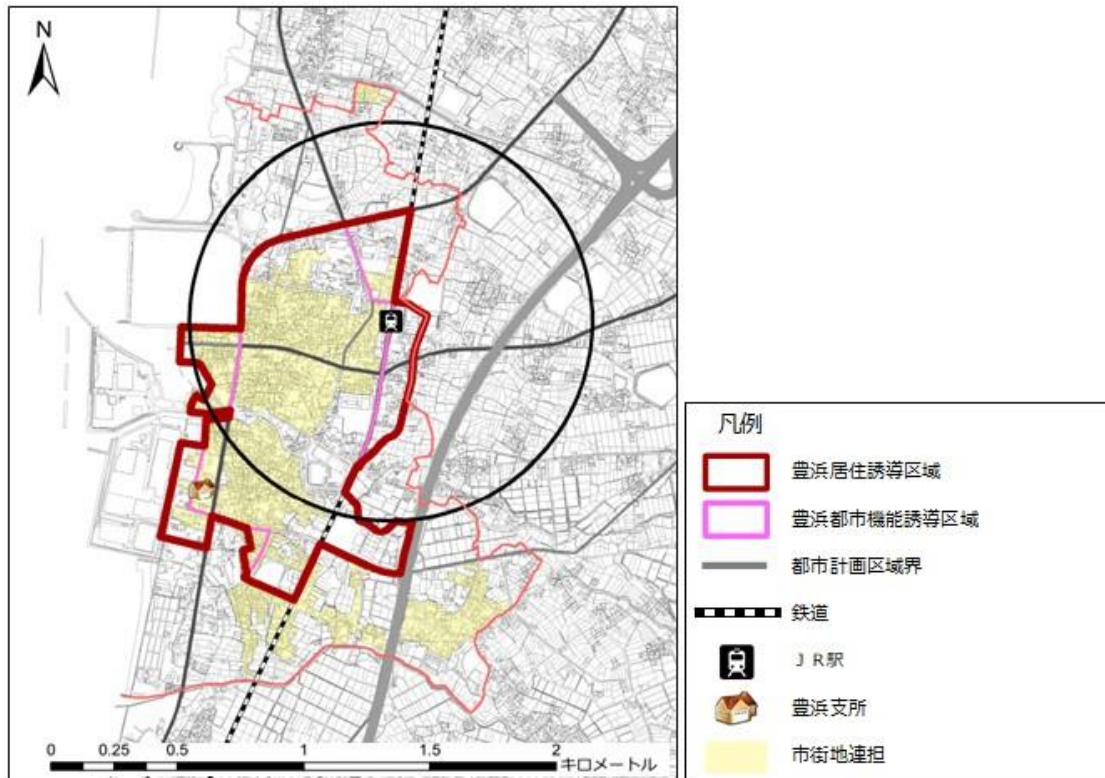 N
0 0.25 0.5 1 1.5 2
キロメートル
凡例
豊浜居住誘導区域
豊浜都市機能誘導区域
都市計画区域界
鉄道
ＪＲ駅
豊浜支所
市街地連担